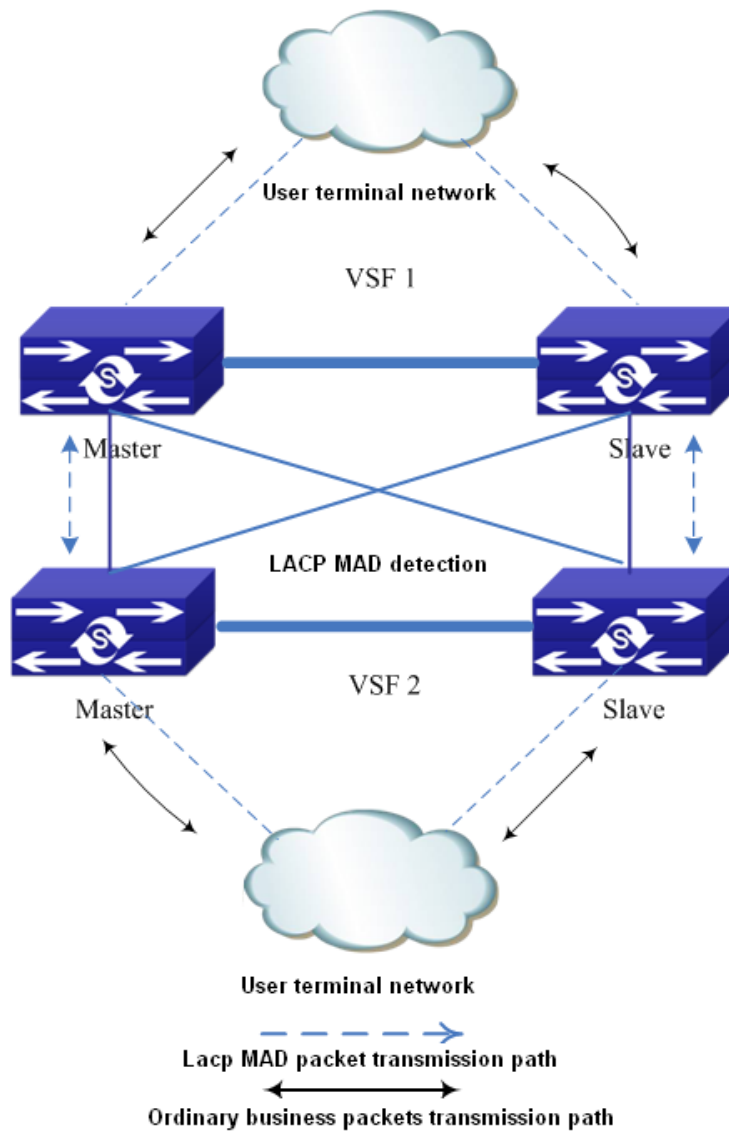 User terminal network
VSF 1
Master
Slave
LACP MAD detection
VSF 2
Master
Slave
User terminal network
Lacp MAD packet transmission path
Ordinary business packets transmission path